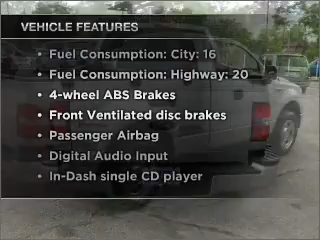 VEHICLE FEATURES
• Fuel Consumption: City: 16
• Fuel Consumption: Highway: 20
• 4-wheel ABS Brakes
• Front Ventilated disc brakes
• Passenger Airbag
• Digital Audio Input
• In-Dash single CD player